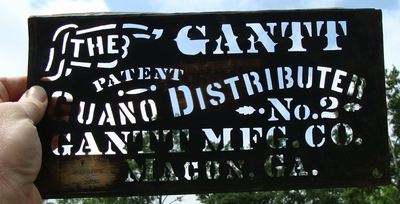 THE GANTT
PATENT
GUANO DISTRIBUTER
No. 2
GANTT MFG. CO.
MACON. GA.